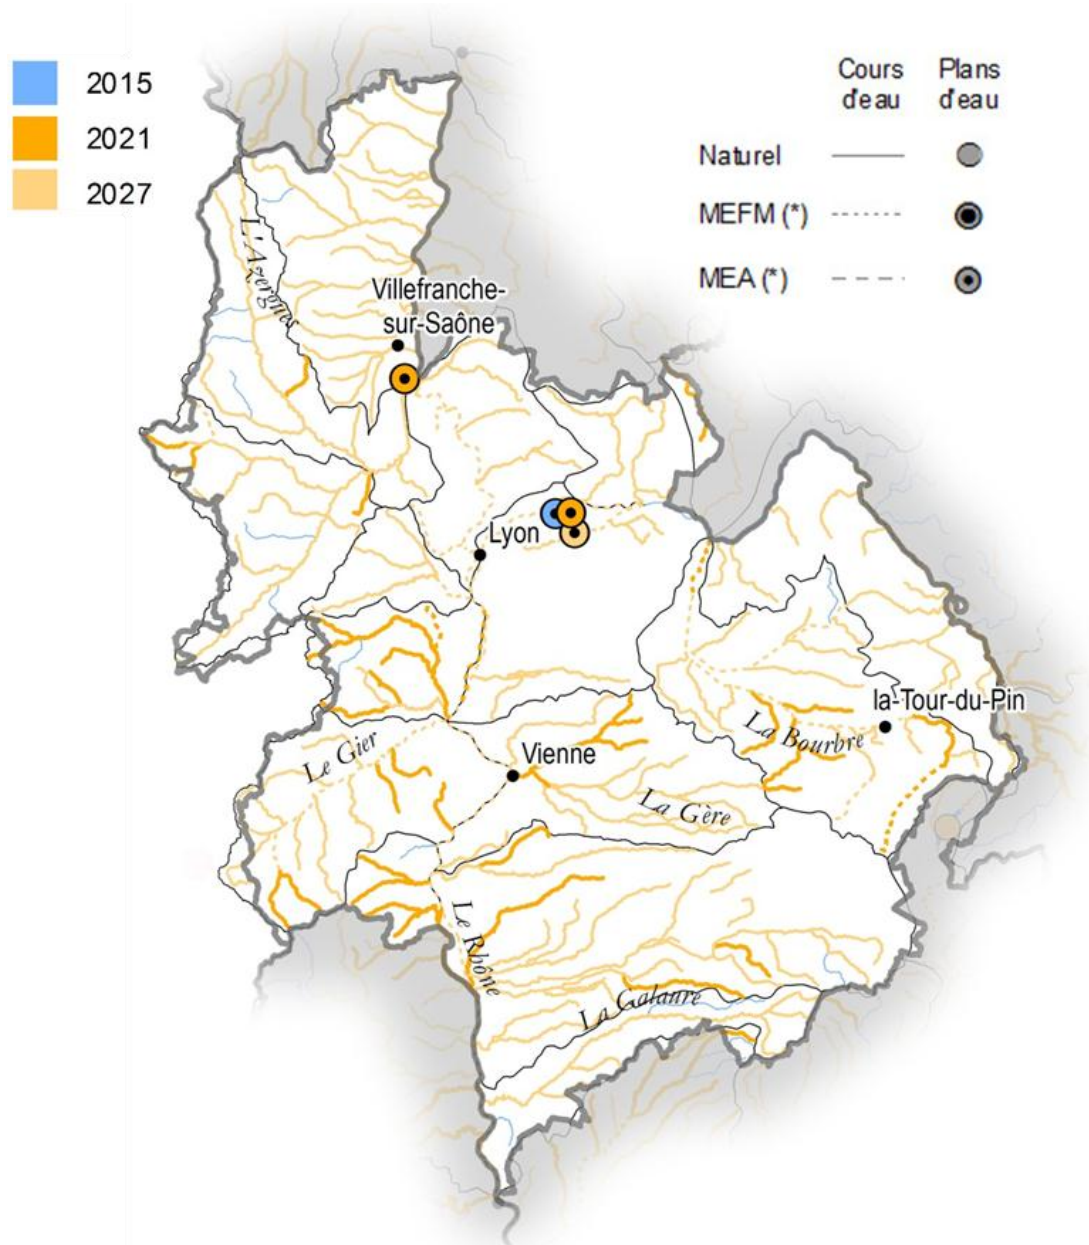 2015
2021
2027
Cours
d'eau
Plans
d'eau
Naturel
MEFM (*)
MEA (*)
L'Azergues
Villefranche-
sur-Saône
Lyon
la-Tour-du-Pin
La Bourbre
Le Gier
Vienne
La Gère
Le Rhône
La Galaure